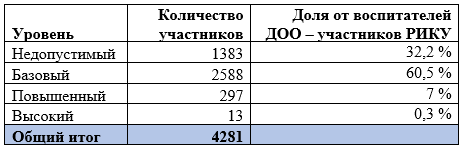 Уровень Количество участников Доля от воспитателей ДОО – участников РИКУ
Недопустимый 1383 32,2 %
Базовый 2588 60,5 %
Повышенный 297 7 %
Высокий 13 0,3 %
Общий итог 4281